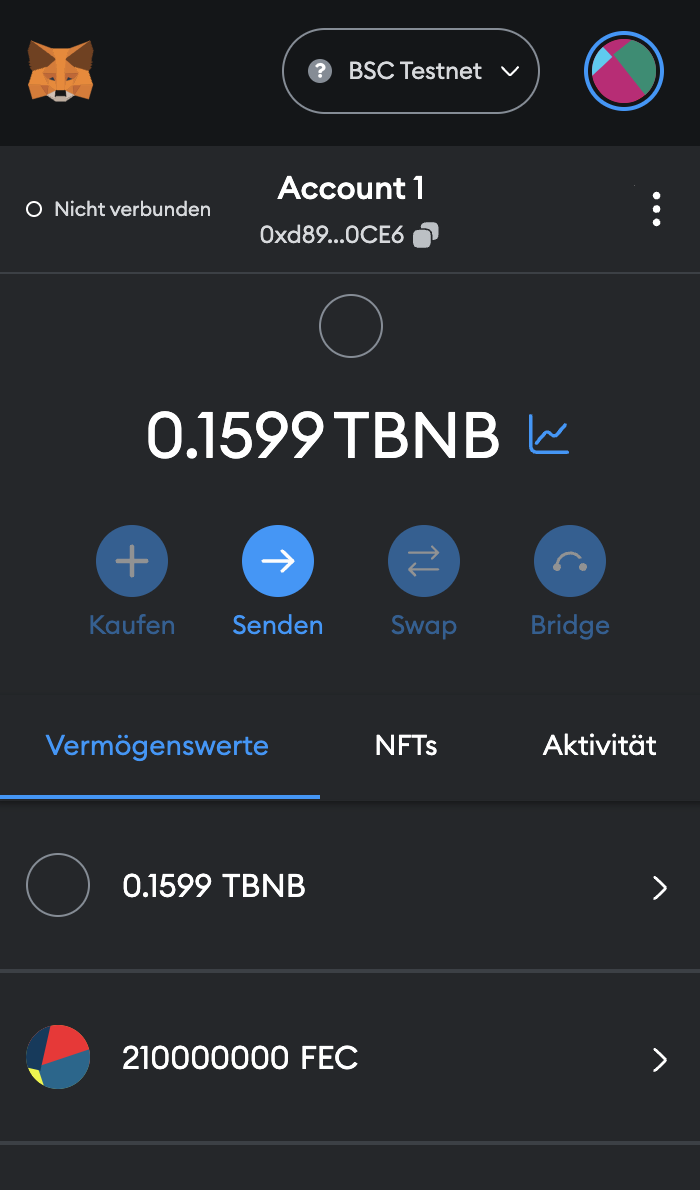 BSC Testnet
Nicht verbunden
Account 1
0xd89...0CE6
0.1599 TBNB
Kaufen
Senden
Swap
Bridge
Vermögenswerte
NFTs
Aktivität
0.1599 TBNB
210000000 FEC